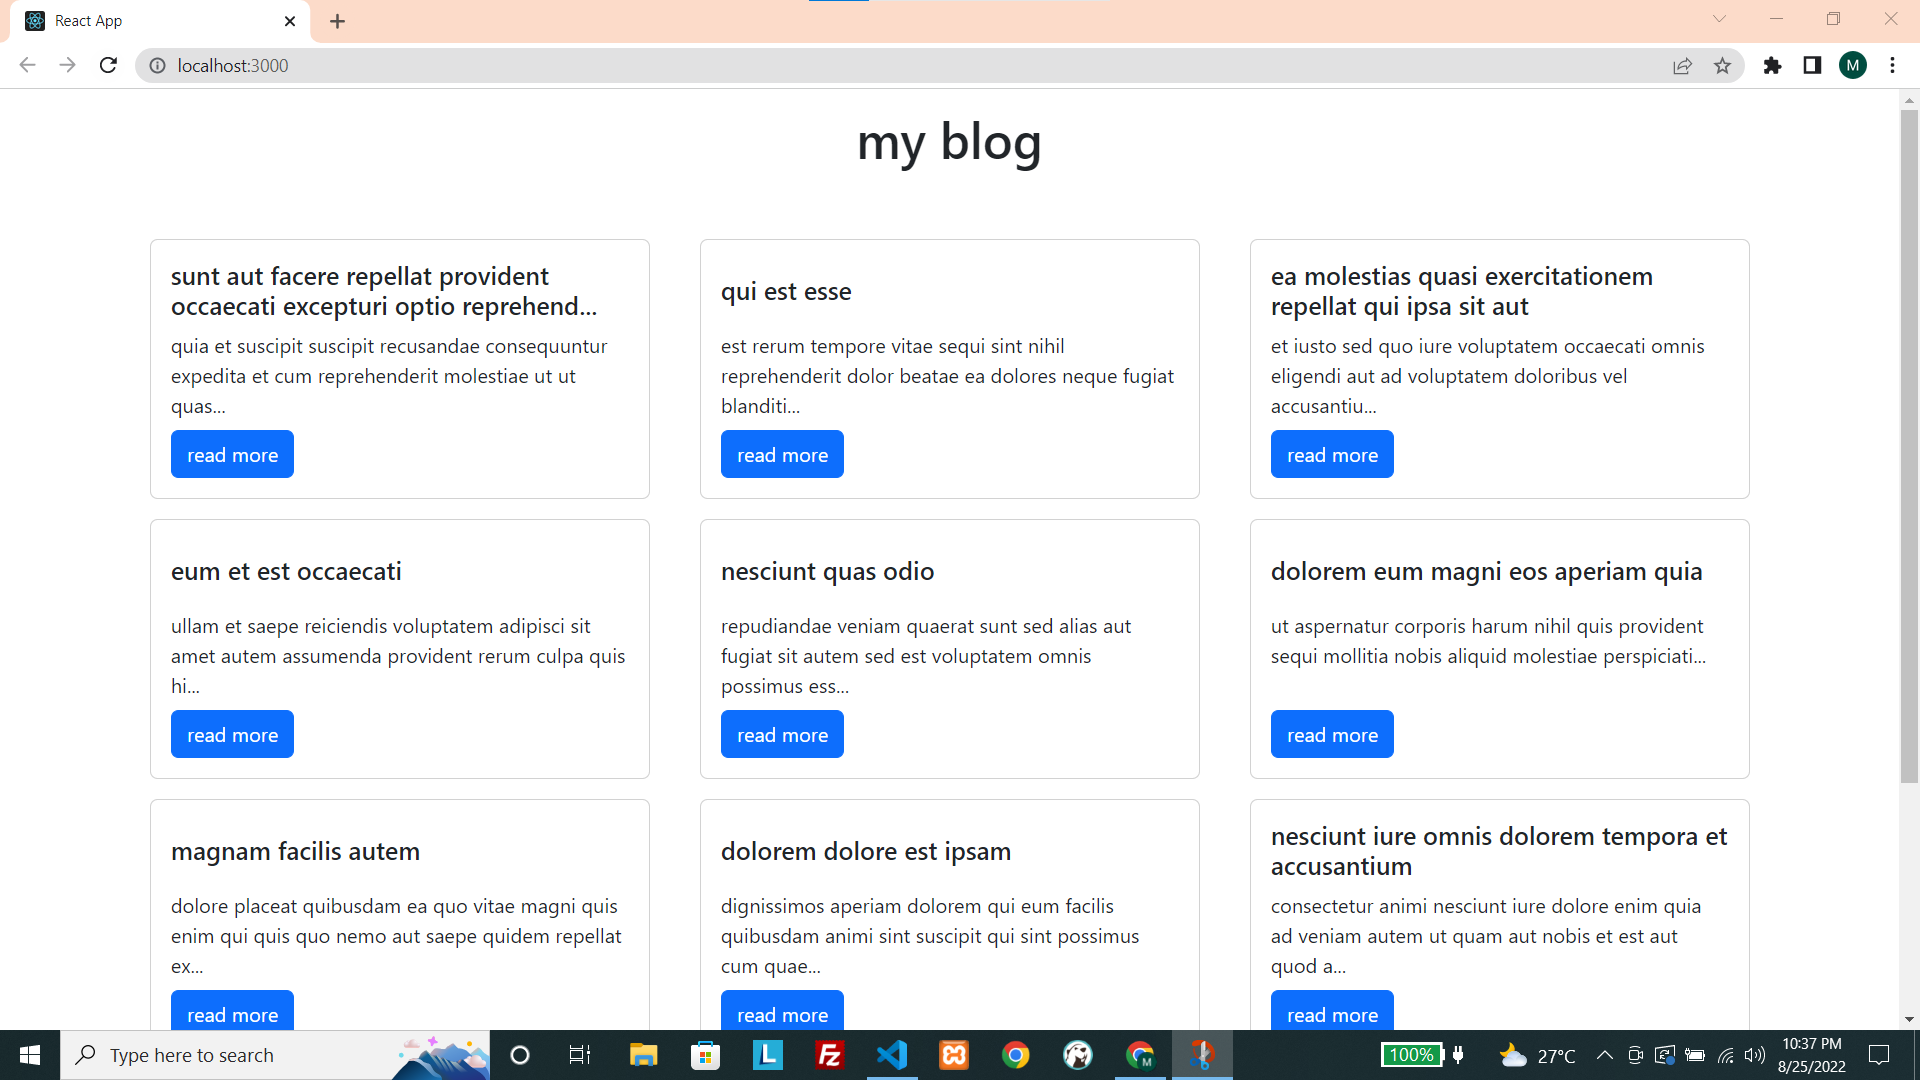 React App
localhost:3000
M
my blog
sunt aut facere repellat provident
occaecati excepturi optio reprehend...
quia et suscipit suscipit recusandae consequuntur
expedita et cum reprehenderit molestiae ut ut
quas...
read more
qui est esse
est rerum tempore vitae sequi sint nihil
reprehenderit dolor beatae ea dolores neque fugiat
blanditi...
read more
ea molestias quasi exercitationem
repellat qui ipsa sit aut
et iusto sed quo iure voluptatem occaecati omnis
eligendi aut ad voluptatem doloribus vel
accusantiu...
read more
eum et est occaecati
ullam et saepe reiciendis voluptatem adipisci sit
amet autem assumenda provident rerum culpa quis
hi...
read more
nesciunt quas odio
repudiandae veniam quaerat sunt sed alias aut
fugiat sit autem sed est voluptatem omnis
possimus ess...
read more
dolorem eum magni eos aperiam quia
ut aspernatur corporis harum nihil quis provident
sequi mollitia nobis aliquid molestiae perspiciati...
read more
magnam facilis autem
dolore placeat quibusdam ea quo vitae magni quis
enim qui quis quo nemo aut saepe quidem repellat
ex...
read more
dolorem dolore est ipsam
dignissimos aperiam dolorem qui eum facilis
quibusdam animi sint suscipit qui sint possimus
cum quae...
read more
nesciunt iure omnis dolorem tempora et
accusantium
consectetur animi nesciunt iure dolore enim quia
ad veniam autem ut quam aut nobis et est aut
quod a...
read more
Type here to search
L
Fz
M
100%
27°C
10:37 PM
8/25/2022